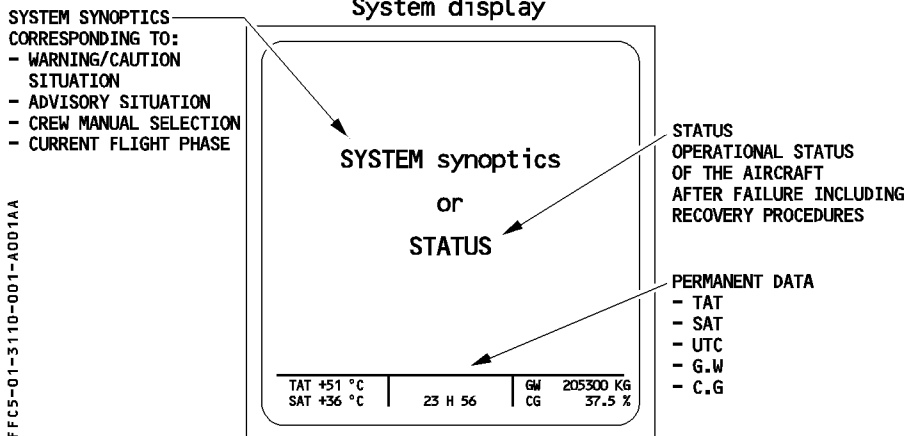 System display
SYSTEM SYNOPTICS
CORRESPONDING TO:
- WARNING/CAUTION
SITUATION
- ADVISORY SITUATION
- CREW MANUAL SELECTION
- CURRENT FLIGHT PHASE
SYSTEM synoptics
or
STATUS
STATUS
OPERATIONAL STATUS
OF THE AIRCRAFT
AFTER FAILURE INCLUDING
RECOVERY PROCEDURES
PERMANENT DATA
- TAT
- SAT
- UTC
- G.W
- C.G
TAT +51 °C
SAT +36 °C
23 H 56
GW 205300 KG
CG 37.5 %
FFC5-01-3110-001-A001AA